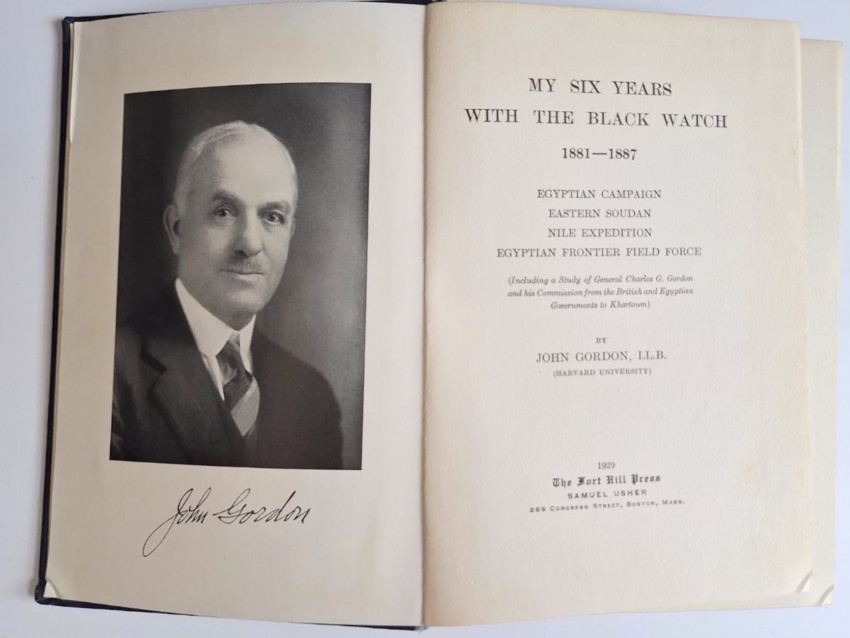 John Gordon
MY SIX YEARS
WITH THE BLACK WATCH
1881—1887
EGYPTIAN CAMPAIGN
EASTERN SOUDAN
NILE EXPEDITION
EGYPTIAN FRONTIER FIELD FORCE
(Including a Study of General Charles G. Gordon
and his Commission from the British and Egyptian
Governments to Khartoum)
BY
JOHN GORDON, LL.B.
(HARVARD UNIVERSITY)
1929
The Fort Hill Press
SAMUEL USHER
289 CONGRESS STREET, BOSTON, MASS.